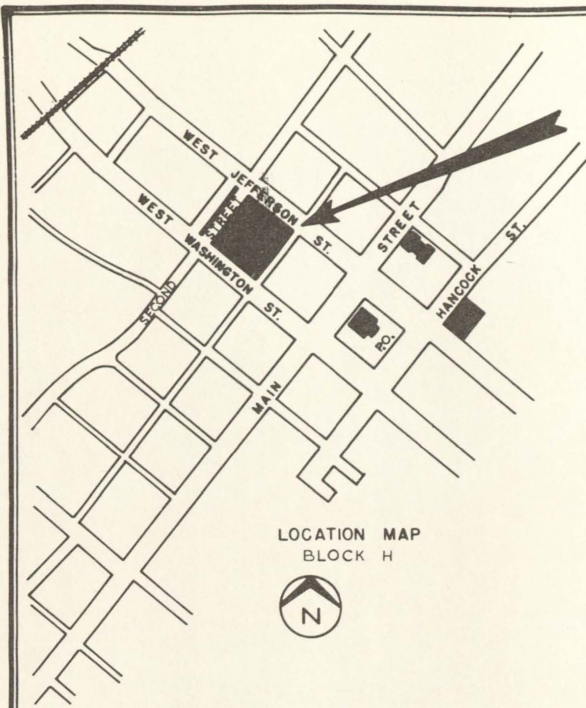 WEST JEFFERSON ST.
WEST WASHINGTON ST.
SECOND STREET
MAIN STREET
HANCOCK ST.
P.O.
LOCATION MAP
BLOCK H
N